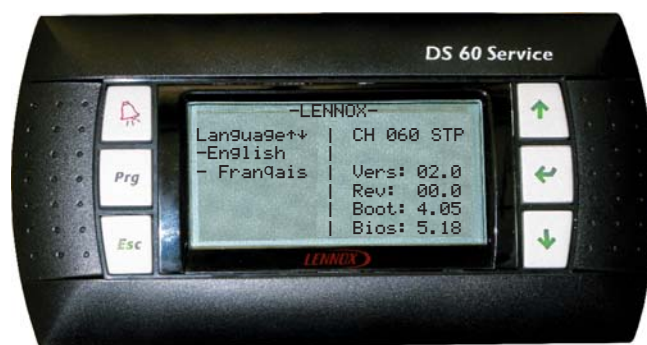 DS 60 Service
-LENNOX-
Language↑↓ | CH 060 STP
-English |
- Français | Vers: 02.0
| Rev: 00.0
| Boot: 4.05
| Bios: 5.18
Prg
Esc
LENNOX